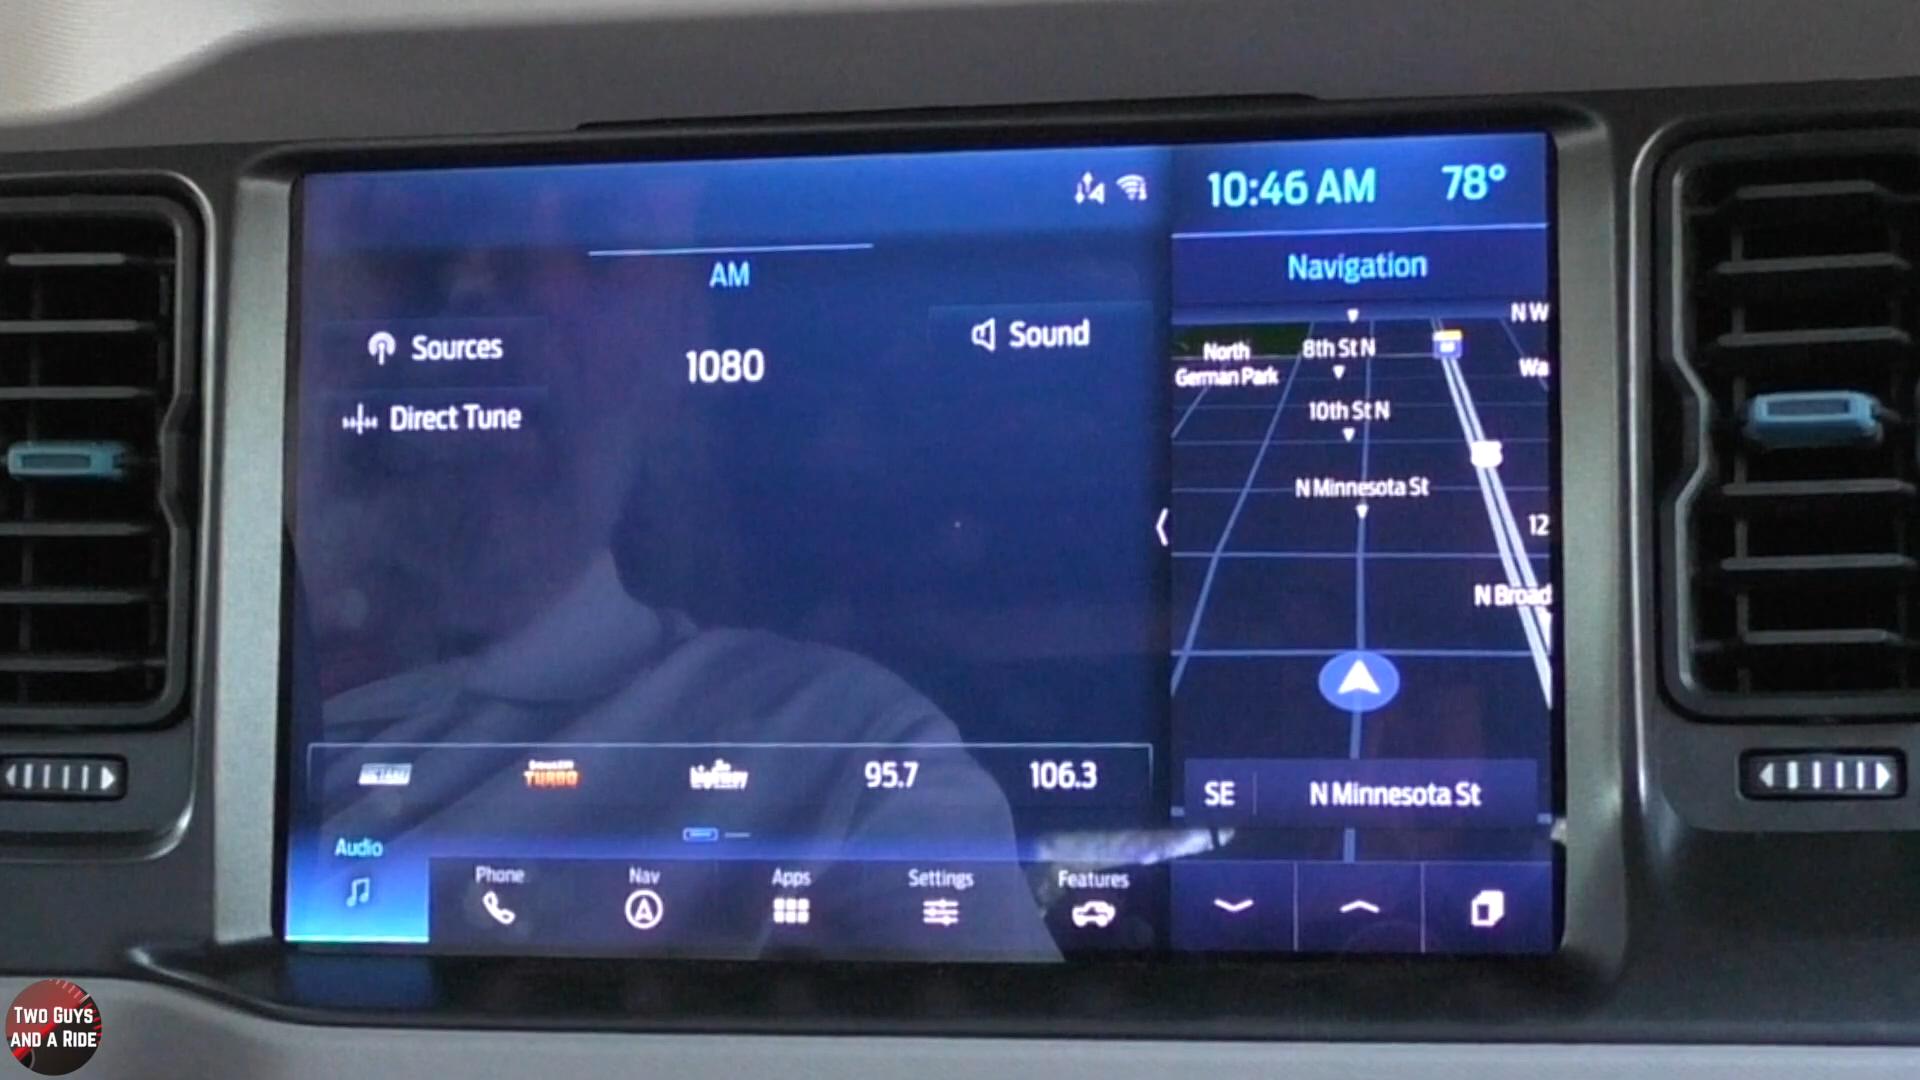 10:46 AM 78°
AM
Navigation
Sources
1080
Sound
Direct Tune
N W
North
German Park
8th St N
Wa
10th St N
N Minnesota St
12
N Broad
TURBO
95.7
106.3
SE
N Minnesota St
Audio
Phone
Nav
Apps
Settings
Features
TWO GUYS
AND A RIDE